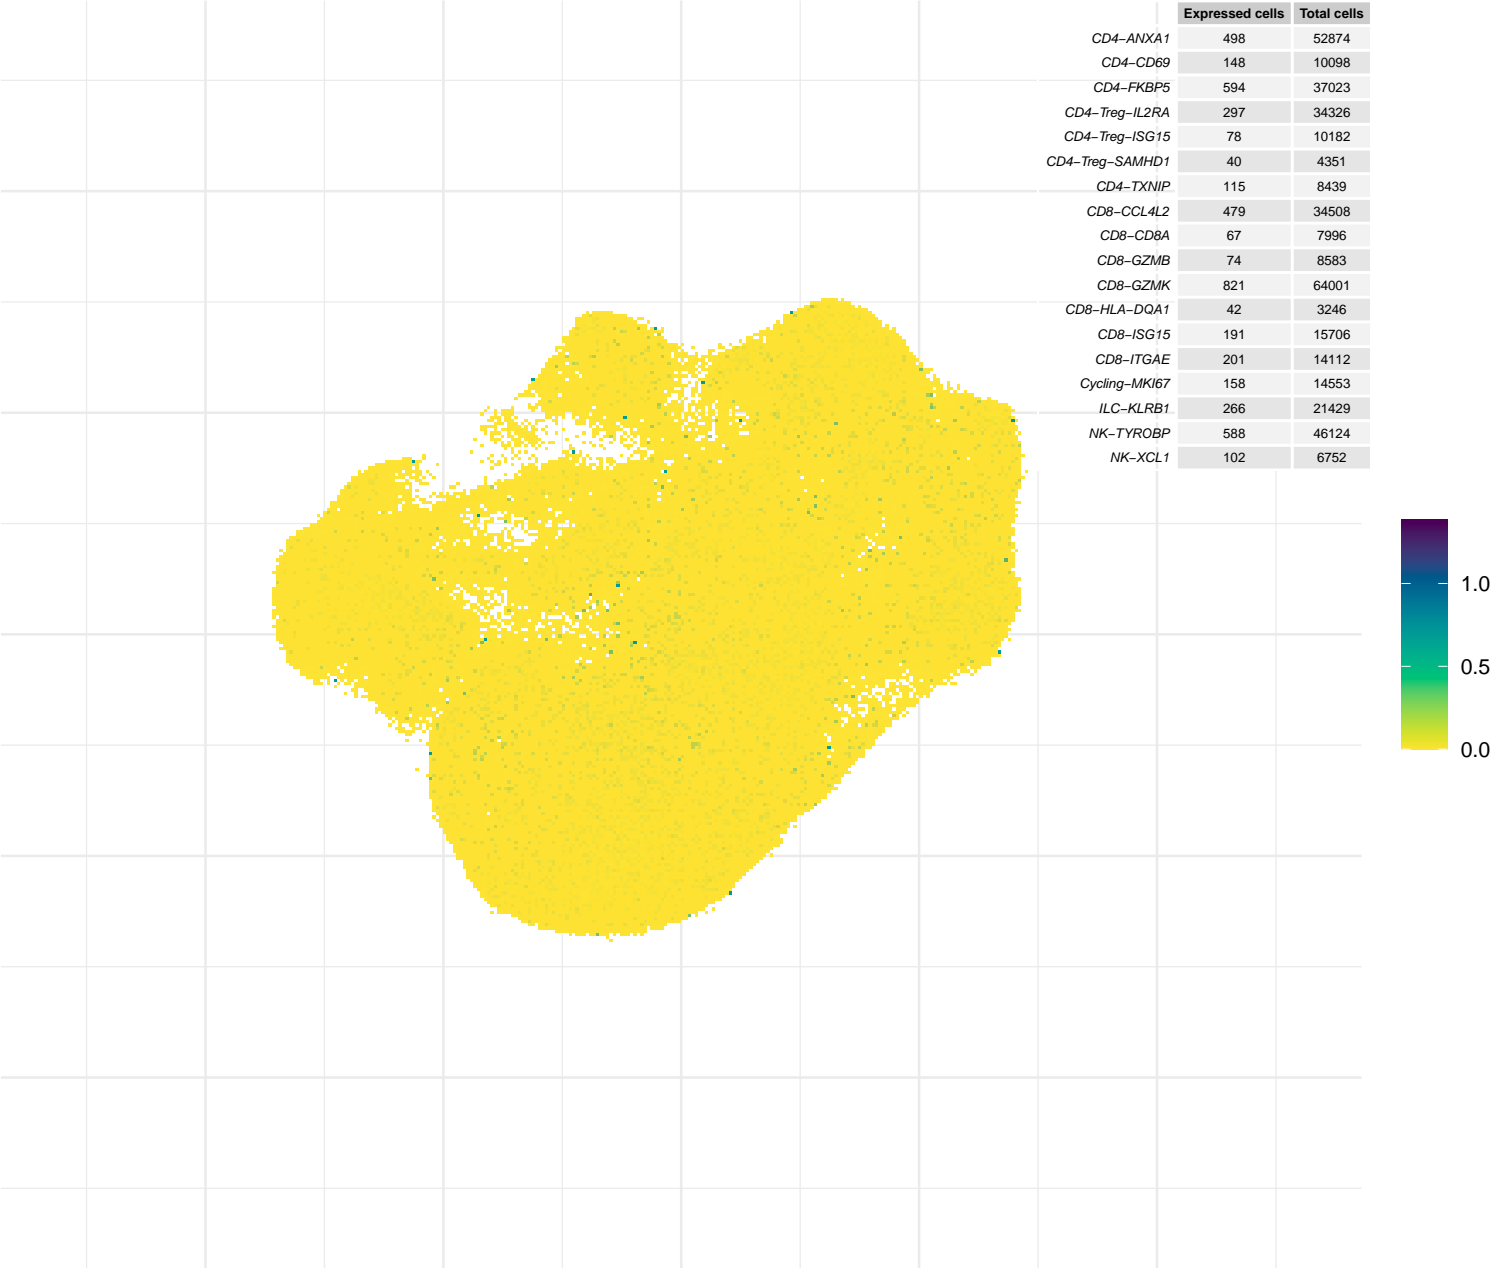 Expressed cells Total cells
CD4−ANXA1 498 52874
CD4−CD69 148 10098
CD4−FKBP5 594 37023
CD4−Treg−IL2RA 297 34326
CD4−Treg−ISG15 78 10182
CD4−Treg−SAMHD1 40 4351
CD4−TXNIP 115 8439
CD8−CCL4L2 479 34508
CD8−CD8A 67 7996
CD8−GZMB 74 8583
CD8−GZMK 821 64001
CD8−HLA−DQA1 42 3246
CD8−ISG15 191 15706
CD8−ITGAE 201 14112
Cycling−MKI67 158 14553
ILC−KLRB1 266 21429
NK−TYROBP 588 46124
NK−XCL1 102 6752
1.0
0.5
0.0